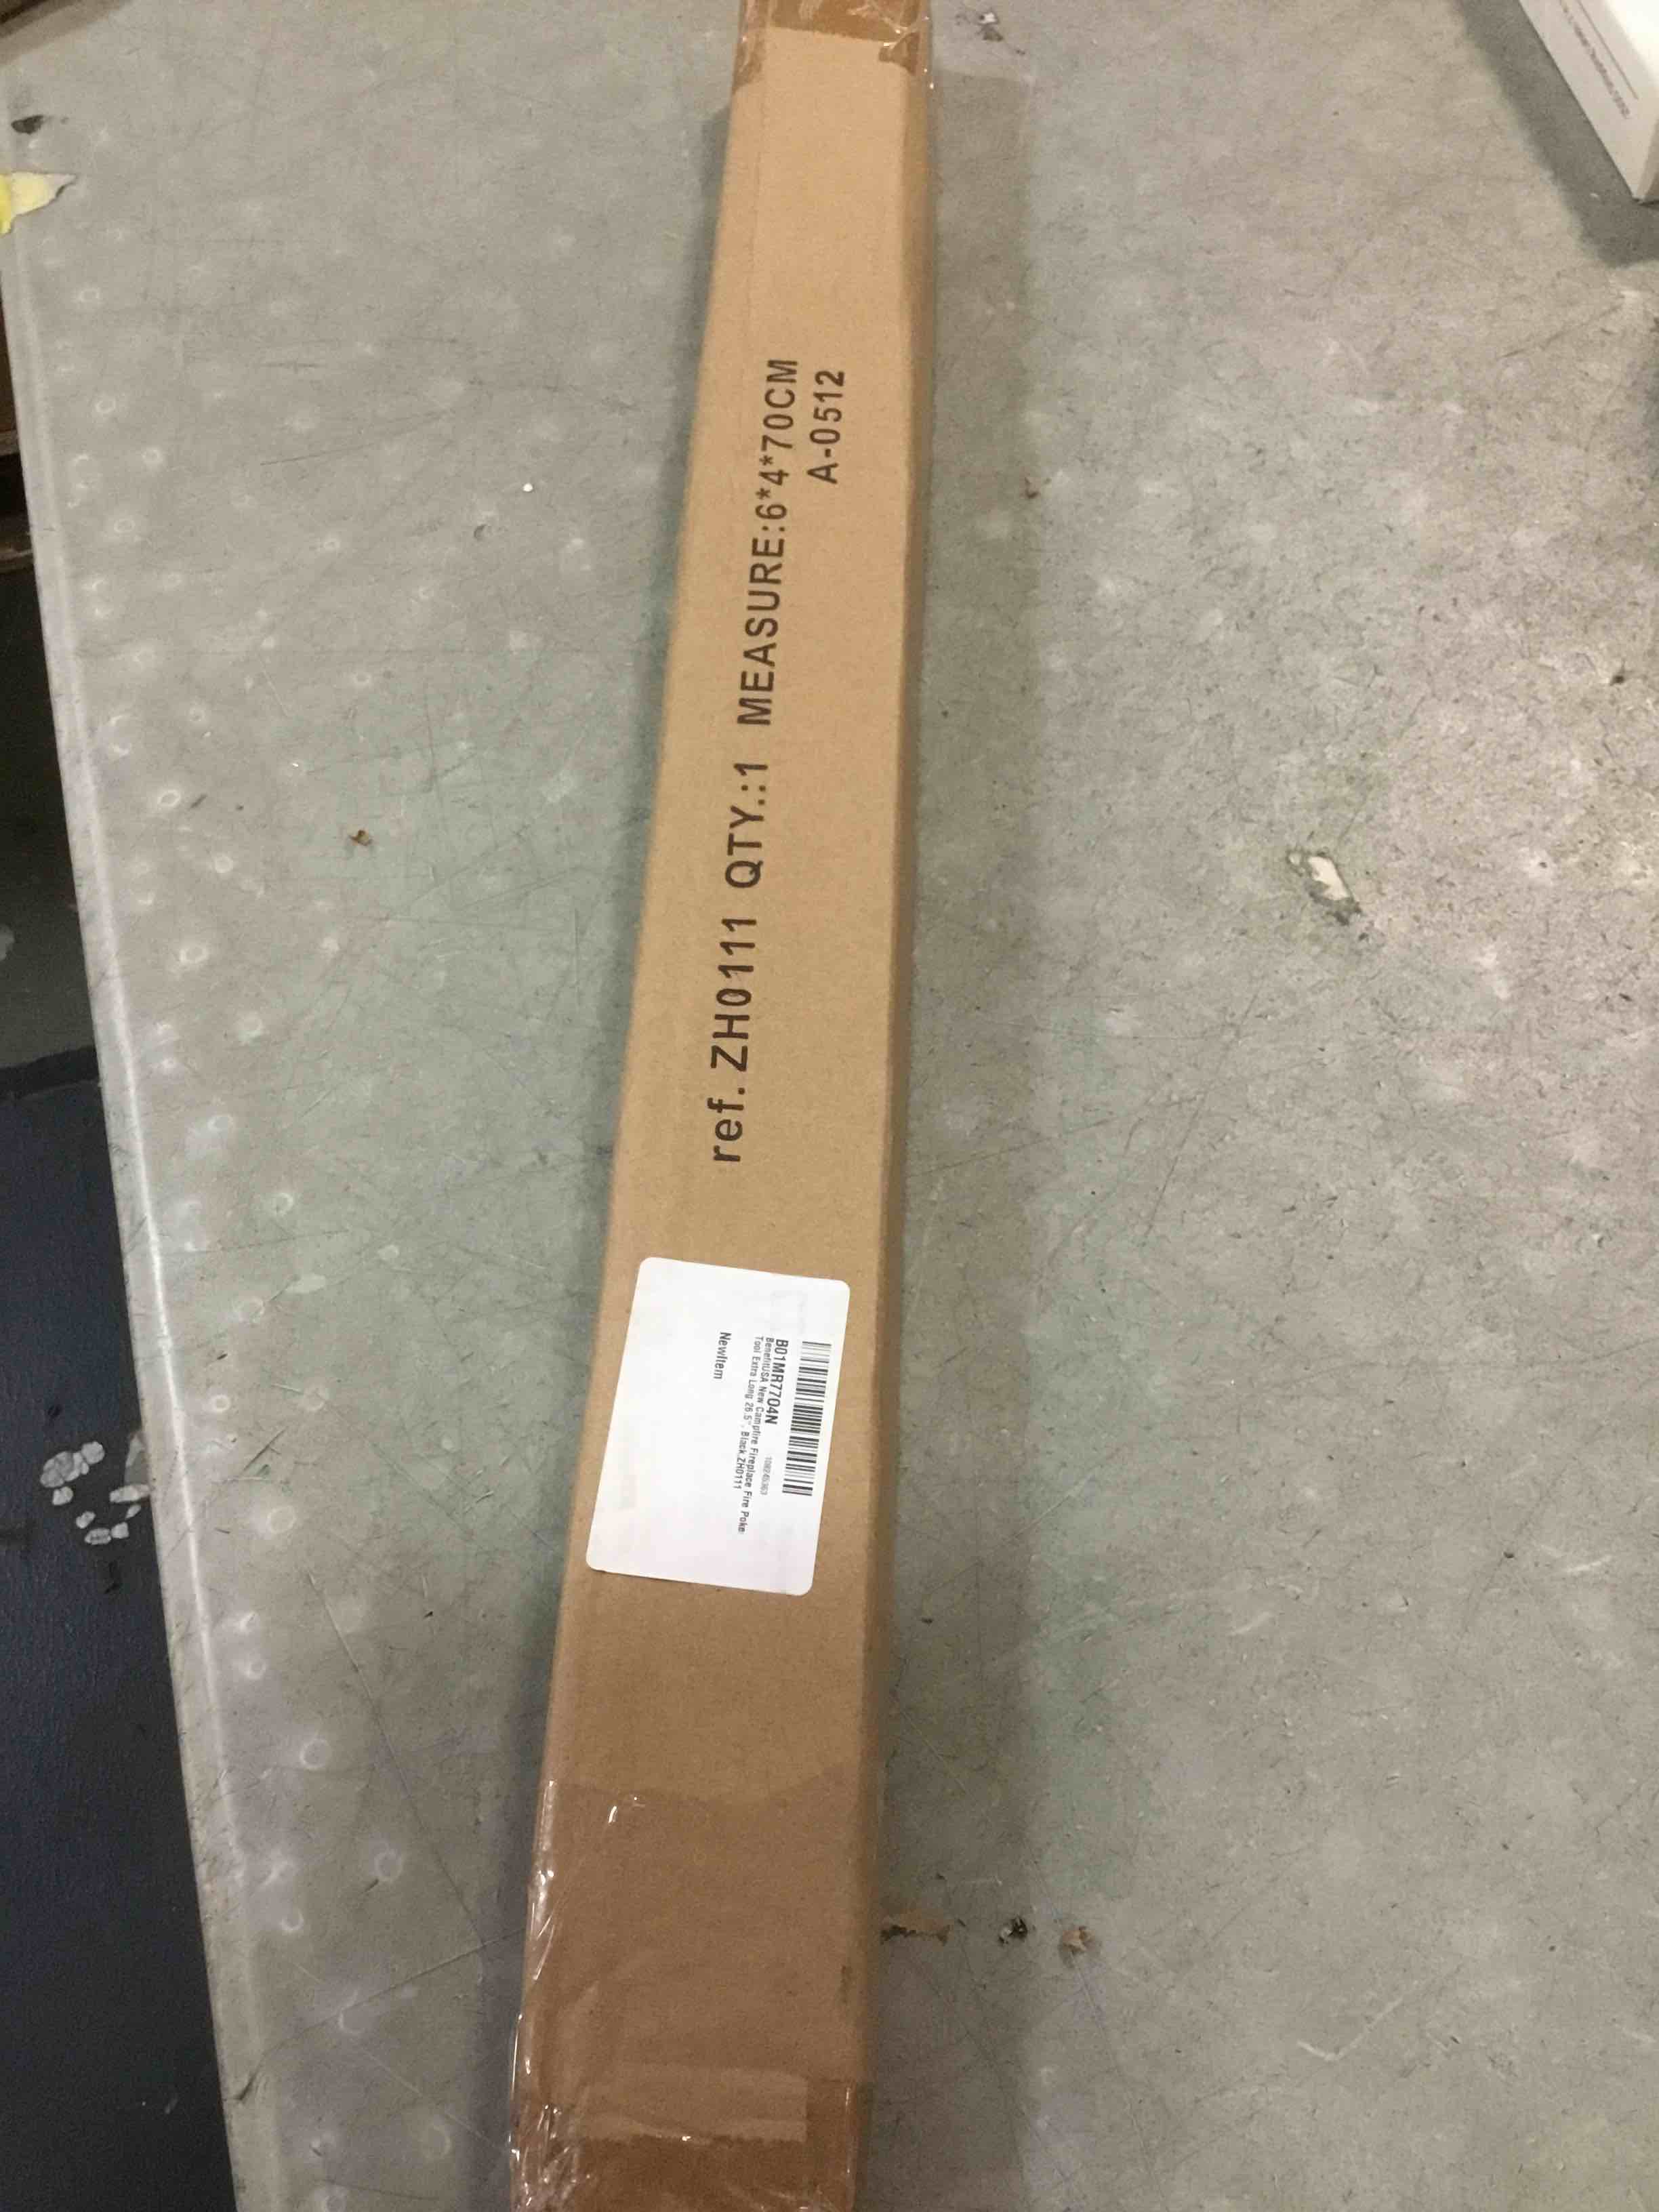 ref.ZH0111 QTY.:1 MEASURE:6*4*70CM
A-0512
B01MR7704N
BenefitUSA New Campfire Fireplace Fire Poke
Tool Extra Long 26.5", Black,ZH0111
NewItem